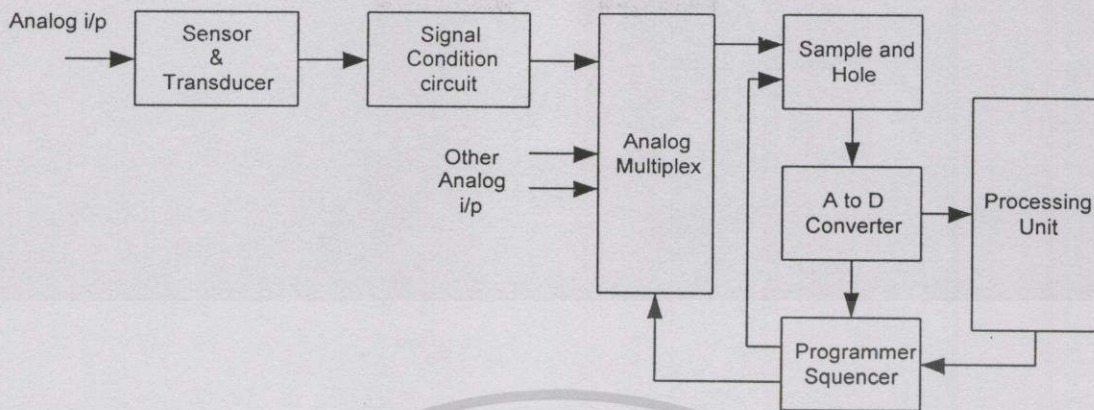 Analog i/p
Sensor
&
Transducer
Signal
Condition
circuit
Other
Analog
i/p
Analog
Multiplex
Sample and
Hole
A to D
Converter
Processing
Unit
Programmer
Squencer